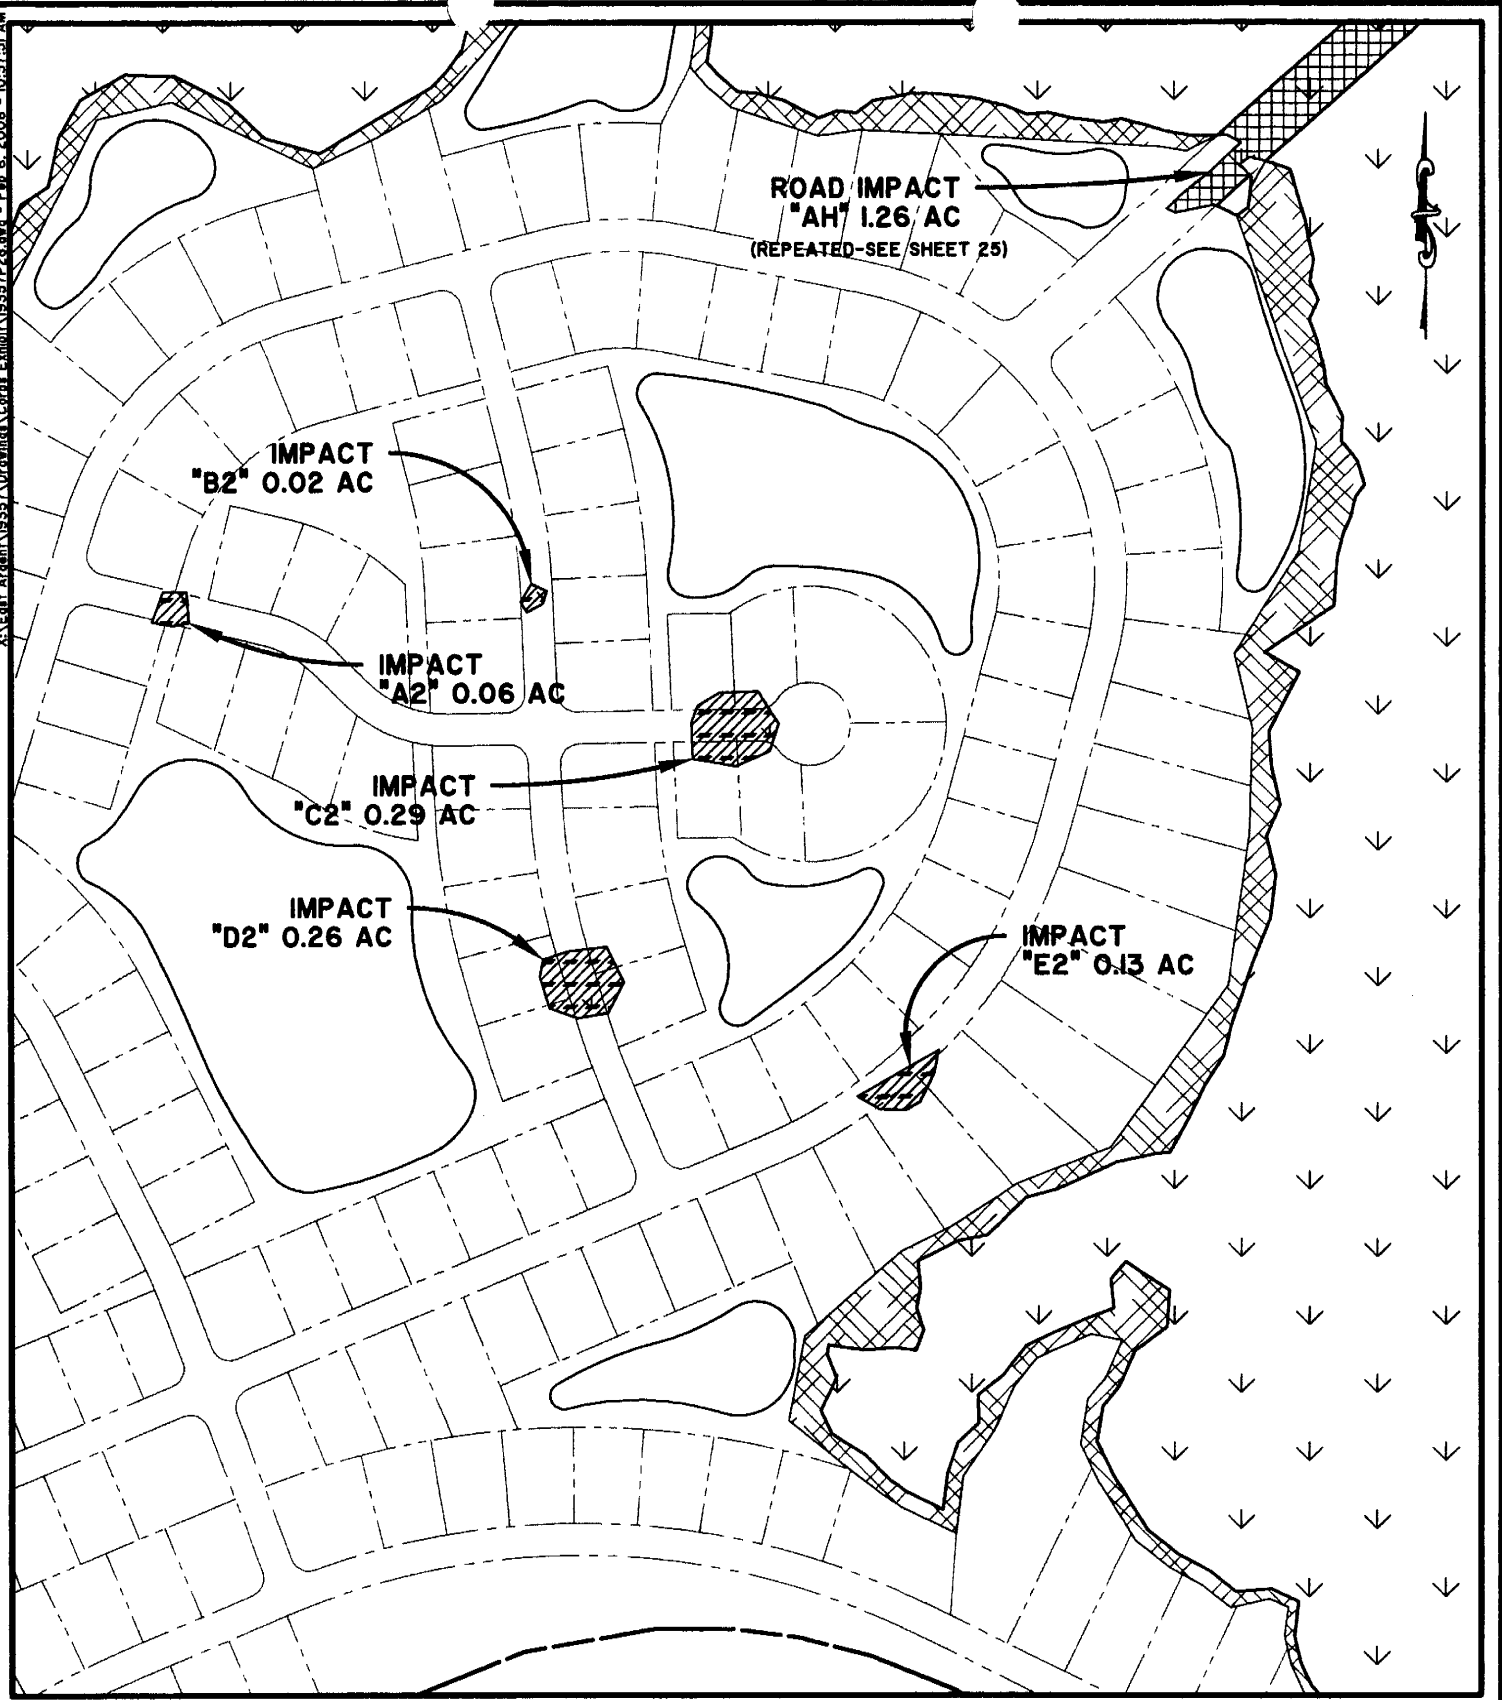 ROAD IMPACT
"AH" 1.26 AC
(REPEATED-SEE SHEET 25)
IMPACT
"B2" 0.02 AC
IMPACT
"A2" 0.06 AC
IMPACT
"C2" 0.29 AC
IMPACT
"D2" 0.26 AC
IMPACT
"E2" 0.13 AC